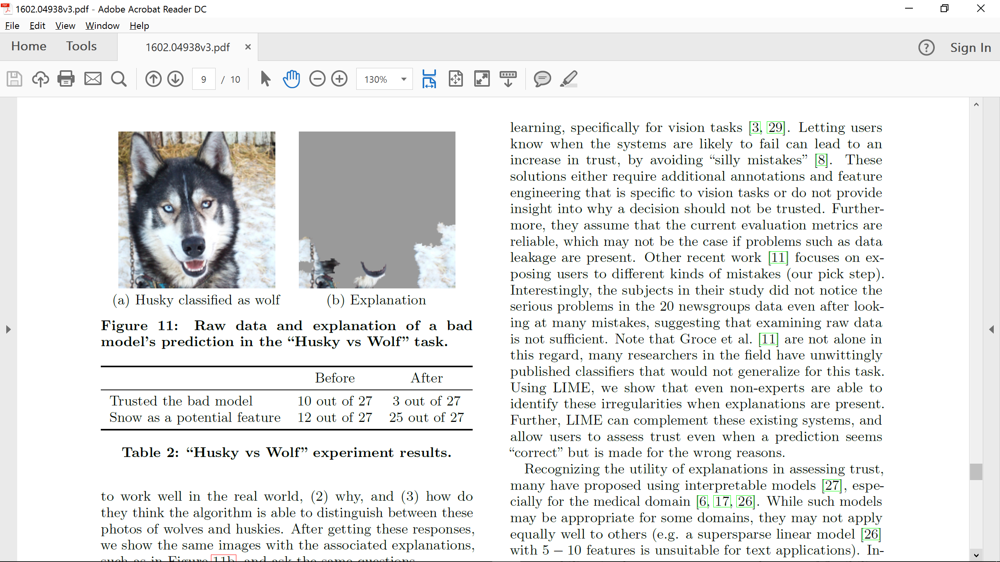 1602.04938v3.pdf - Adobe Acrobat Reader DC
File Edit View Window Help
Home Tools 1602.04938v3.pdf × ? Sign In
9 / 10 130%
(a) Husky classified as wolf (b) Explanation
Figure 11: Raw data and explanation of a bad
model’s prediction in the “Husky vs Wolf” task.
Before After
Trusted the bad model 10 out of 27 3 out of 27
Snow as a potential feature 12 out of 27 25 out of 27
Table 2: “Husky vs Wolf” experiment results.
to work well in the real world, (2) why, and (3) how do
they think the algorithm is able to distinguish between these
photos of wolves and huskies. After getting these responses,
we show the same images with the associated explanations,
such as in Figure 11b, and ask the same questions.
learning, specifically for vision tasks [3, 29]. Letting users
know when the systems are likely to fail can lead to an
increase in trust, by avoiding “silly mistakes” [8]. These
solutions either require additional annotations and feature
engineering that is specific to vision tasks or do not provide
insight into why a decision should not be trusted. Further-
more, they assume that the current evaluation metrics are
reliable, which may not be the case if problems such as data
leakage are present. Other recent work [11] focuses on ex-
posing users to different kinds of mistakes (our pick step).
Interestingly, the subjects in their study did not notice the
serious problems in the 20 newsgroups data even after look-
ing at many mistakes, suggesting that examining raw data
is not sufficient. Note that Groce et al. [11] are not alone in
this regard, many researchers in the field have unwittingly
published classifiers that would not generalize for this task.
Using LIME, we show that even non-experts are able to
identify these irregularities when explanations are present.
Further, LIME can complement these existing systems, and
allow users to assess trust even when a prediction seems
“correct” but is made for the wrong reasons.
Recognizing the utility of explanations in assessing trust,
many have proposed using interpretable models [27], espe-
cially for the medical domain [6, 17, 26]. While such models
may be appropriate for some domains, they may not apply
equally well to others (e.g. a supersparse linear model [26]
with 5 − 10 features is unsuitable for text applications). In-